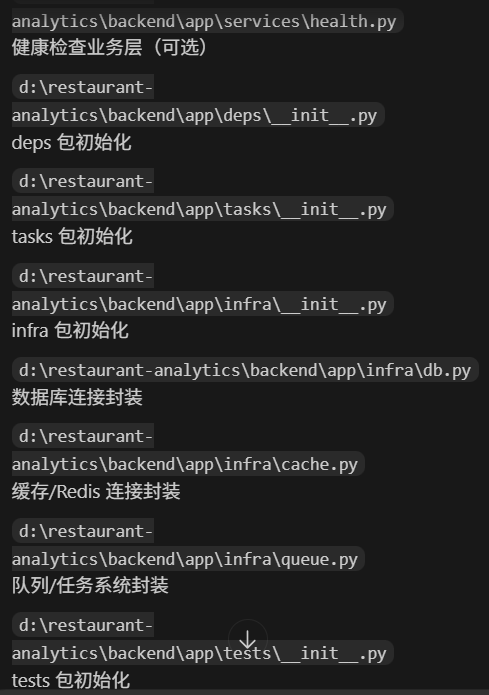 analytics\backend\app\services\health.py
健康检查业务层（可选）
d:\restaurant-
analytics\backend\app\deps\__init__.py
deps 包初始化
d:\restaurant-
analytics\backend\app\tasks\__init__.py
tasks 包初始化
d:\restaurant-
analytics\backend\app\infra\__init__.py
infra 包初始化
d:\restaurant-analytics\backend\app\infra\db.py
数据库连接封装
d:\restaurant-
analytics\backend\app\infra\cache.py
缓存/Redis 连接封装
d:\restaurant-
analytics\backend\app\infra\queue.py
队列/任务系统封装
d:\restaurant-
analytics\backend\app\tests\__init__.py
tests 包初始化